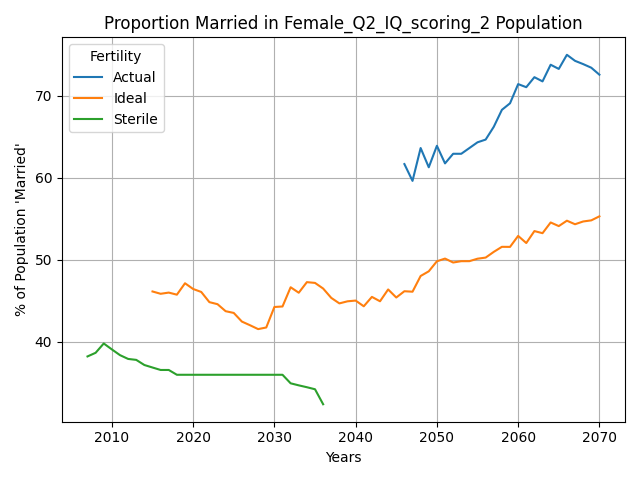 Proportion Married in Female_Q2_IQ_scoring_2 Population
Fertility
Actual
Ideal
Sterile
70
60
50
40
% of Population 'Married'
2010 2020 2030 2040 2050 2060 2070
Years